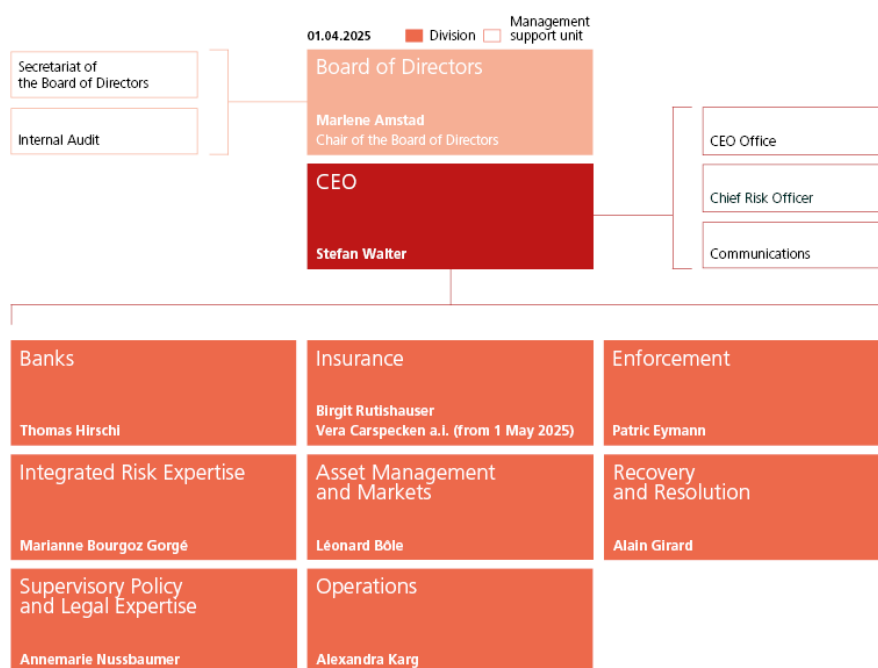 01.04.2025 Division Management
support unit
Secretariat of
the Board of Directors
Internal Audit
Board of Directors
Marlene Amstad
Chair of the Board of Directors
CEO
Stefan Walter
CEO Office
Chief Risk Officer
Communications
Banks
Thomas Hirschi
Insurance
Birgit Rutishauser
Vera Carspecken a.i. (from 1 May 2025)
Enforcement
Patric Eymann
Integrated Risk Expertise
Marianne Bourgoz Gorgé
Asset Management
and Markets
Léonard Bôle
Recovery
and Resolution
Alain Girard
Supervisory Policy
and Legal Expertise
Annemarie Nussbaumer
Operations
Alexandra Karg